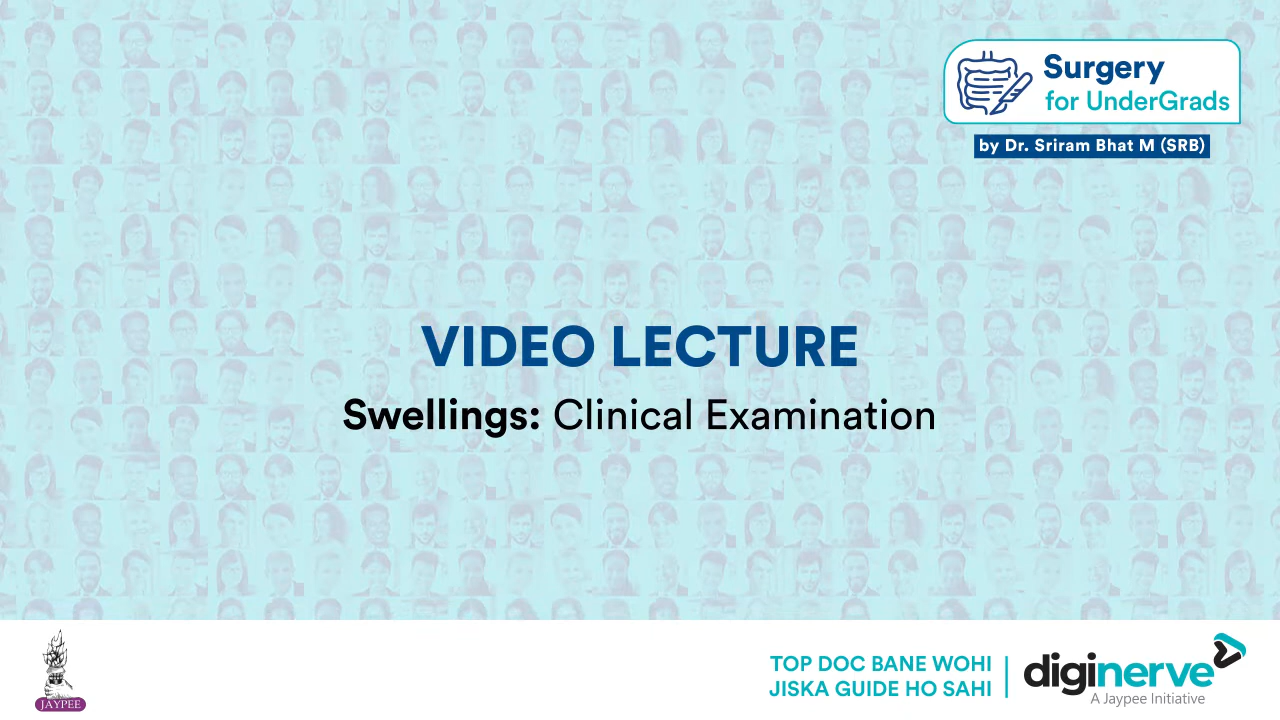 Surgery
for UnderGrads
by Dr. Sriram Bhat M (SRB)
VIDEO LECTURE
Swellings: Clinical Examination
JAYPEE
TOP DOC BANE WOHI
JISKA GUIDE HO SAHI
diginerve
A Jaypee Initiative